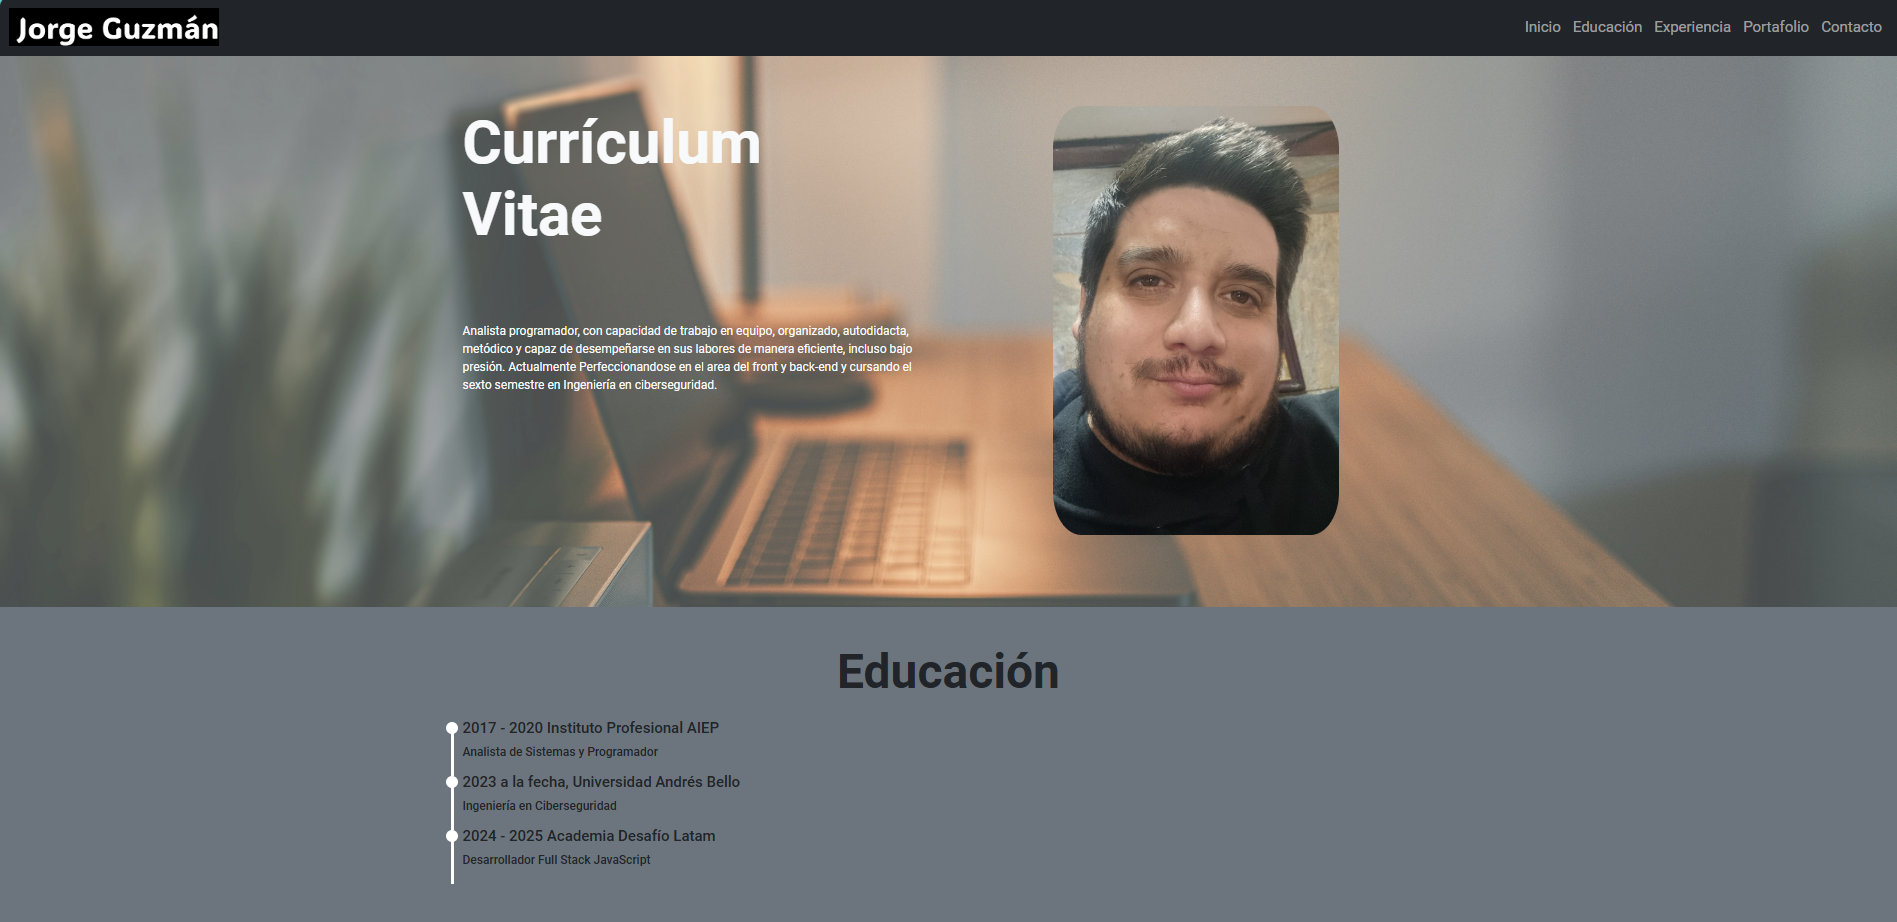 Jorge Guzmán
Inicio Educación Experiencia Portafolio Contacto
Currículum
Vitae
Analista programador, con capacidad de trabajo en equipo, organizado, autodidacta,
metódico y capaz de desempeñarse en sus labores de manera eficiente, incluso bajo
presión. Actualmente Perfeccionandose en el area del front y back-end y cursando el
sexto semestre en Ingeniería en ciberseguridad.
Educación
2017 - 2020 Instituto Profesional AIEP
Analista de Sistemas y Programador
2023 a la fecha, Universidad Andrés Bello
Ingeniería en Ciberseguridad
2024 - 2025 Academia Desafío Latam
Desarrollador Full Stack JavaScript